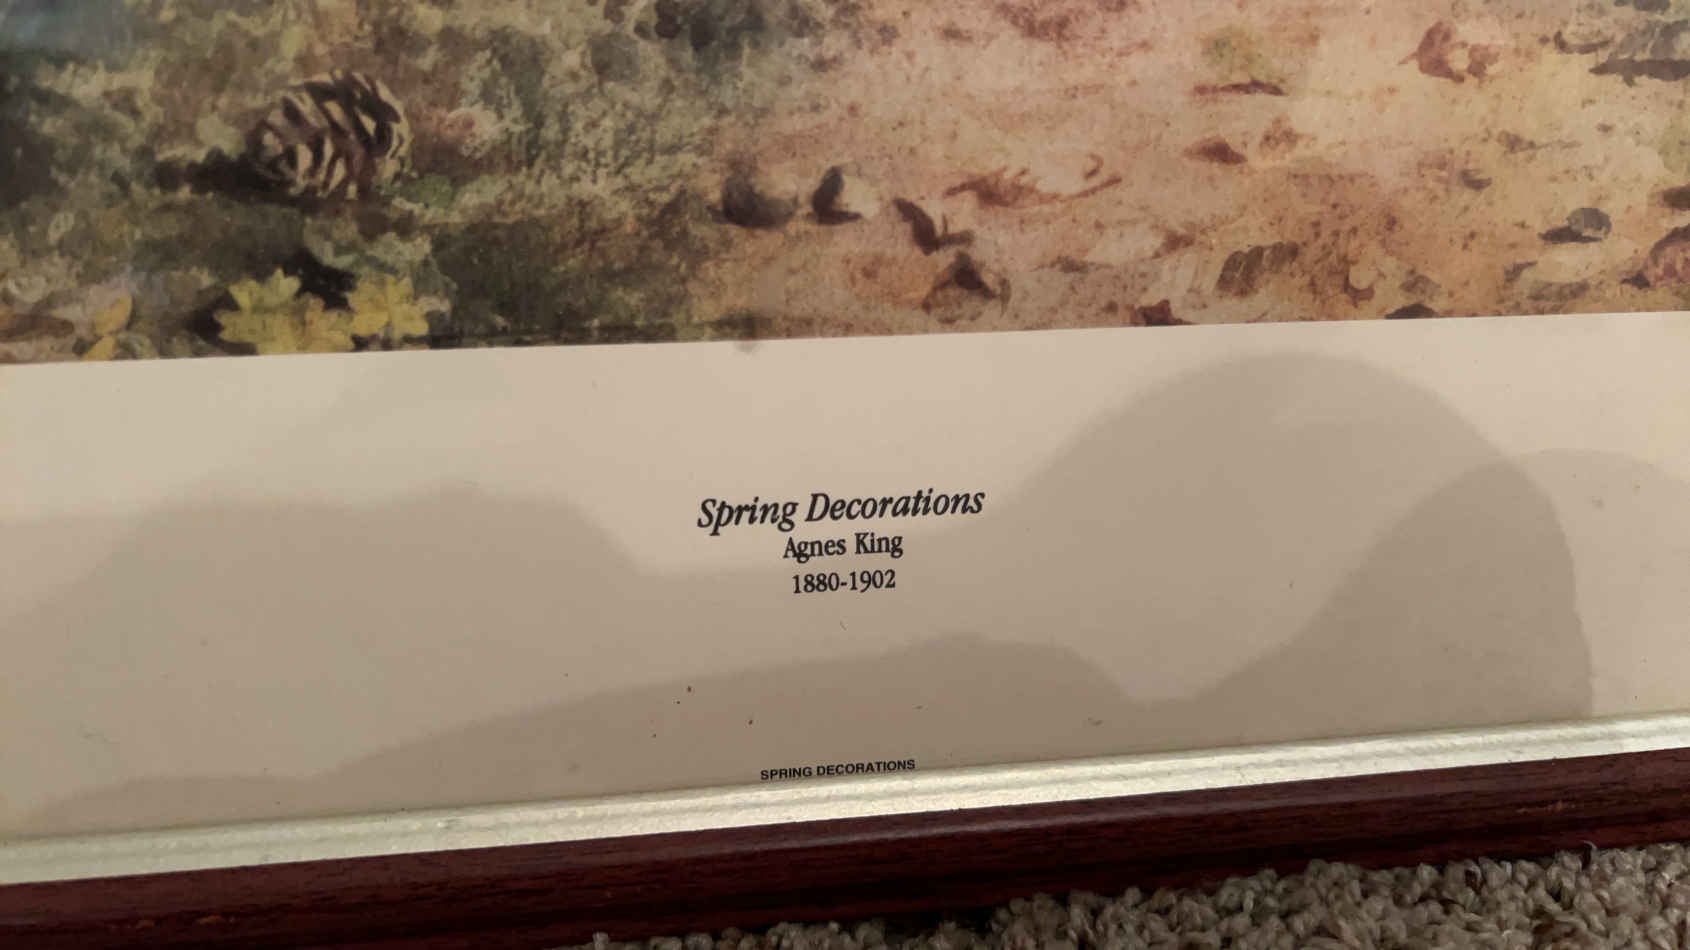 Spring Decorations
Agnes King
1880-1902
SPRING DECORATIONS